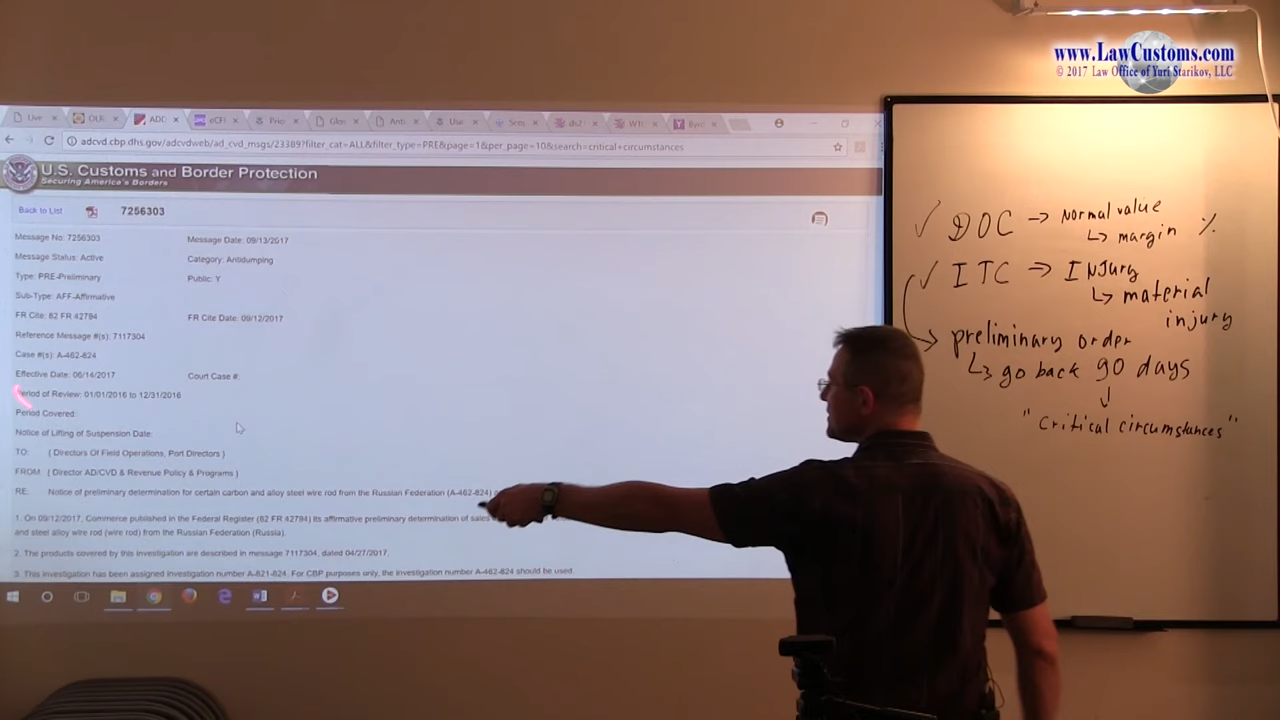 www.LawCustoms.com
© 2017 Law Office of Yuri Starikov, LLC
Live
ADD
eCFI
Anti
Use
adcvd.cbp.dhs.gov/adcvdweb/ad_cvd_msgs/23389?filter_cat=ALL&filter_type=PRE&page=1&per_page=10&search=critical+circumstances
U.S. Customs and Border Protection
Securing America's Borders
Back to List 7256303
Message No: 7256303 Message Date: 09/13/2017
Message Status: Active Category: Antidumping
Type: PRE-Preliminary Public: Y
Sub-Type: AFF-Affirmative
FR Cite: 82 FR 42794 FR Cite Date: 09/12/2017
Reference Message #(s): 7117304
Case #(s): A-462-824
Effective Date: 06/14/2017 Court Case #:
Period of Review: 01/01/2016 to 12/31/2016
Period Covered:
Notice of Lifting of Suspension Date:
TO: { Directors Of Field Operations, Port Directors }
FROM: { Director AD/CVD & Revenue Policy & Programs }
RE: Notice of preliminary determination for certain carbon and alloy steel wire rod from the Russian Federation (A-462-824)
1. On 09/12/2017, Commerce published in the Federal Register (82 FR 42794) its affirmative preliminary determination of sales
and steel alloy wire rod (wire rod) from the Russian Federation (Russia).
2. The products covered by this investigation are described in message 7117304, dated 04/27/2017.
3. This investigation has been assigned investigation number A-821-824. For CBP purposes only, the investigation number A-462-824 should be used.
✓ DOC → Normal value
↳ margin %
✓ ITC → INjury
↳ material
injury
→ preliminary order
↳ go back 90 days
↓
"Critical circumstances"